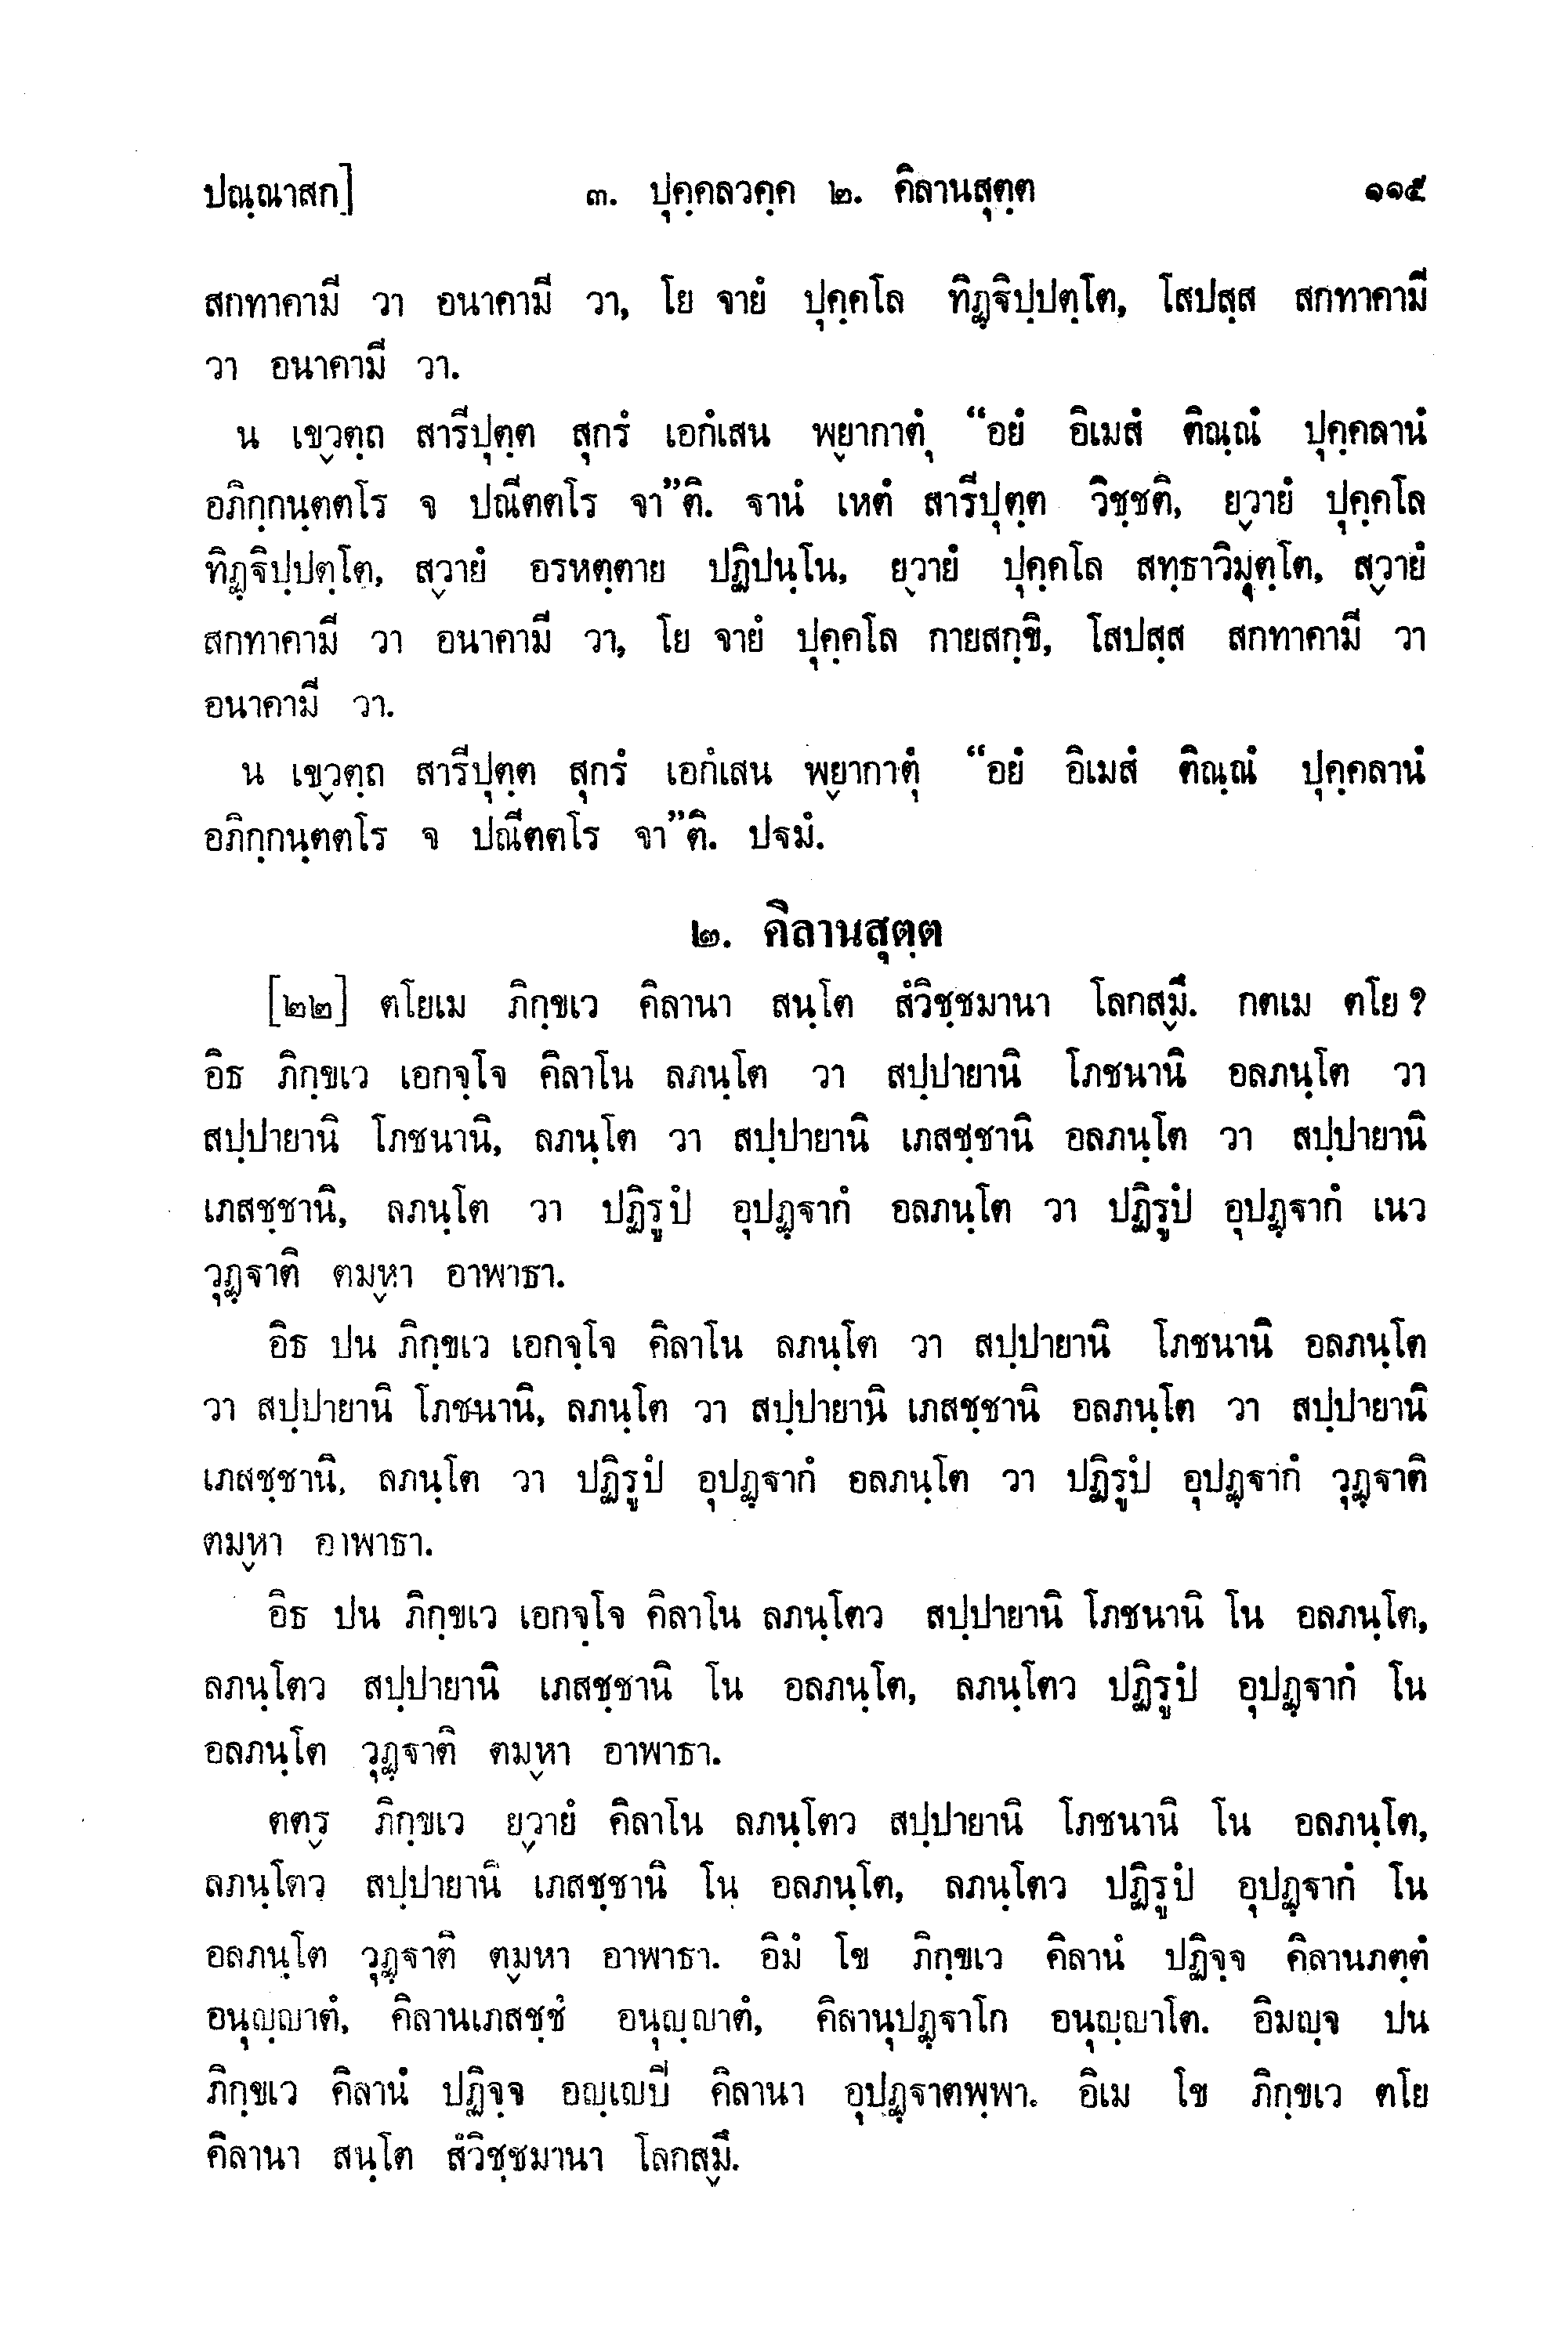 ปณฺณาสก] ๓. ปุคฺคลวคฺค ๒. คิลานสุตฺต ๑๑๕
สกทาคามี วา อนาคามี วา, โย จายํ ปุคฺคโล ทิฏฺฐิปฺปตฺโต, โสปสฺส สกทาคามี
วา อนาคามี วา.
น เข๎วตฺถ สารีปุตฺต สุกรํ เอกํเสน พ๎ยากาตุํ “อยํ อิเมสํ ติณฺณํ ปุคฺคลานํ
อภิกฺกนฺตตโร จ ปณีตตโร จา”ติ. ฐานํ เหตํ สารีปุตฺต วิชฺชติ, ย๎วายํ ปุคฺคโล
ทิฏฺฐิปฺปตฺโต, ส๎วายํ อรหตฺตาย ปฏิปนฺโน, ย๎วายํ ปุคฺคโล สทฺธาวิมุตฺโต, ส๎วายํ
สกทาคามี วา อนาคามี วา, โย จายํ ปุคฺคโล กายสกฺขิ, โสปสฺส สกทาคามี วา
อนาคามี วา.
น เข๎วตฺถ สารีปุตฺต สุกรํ เอกํเสน พ๎ยากาตุํ “อยํ อิเมสํ ติณฺณํ ปุคฺคลานํ
อภิกฺกนฺตตโร จ ปณีตตโร จา”ติ. ปฐมํ.
๒. คิลานสุตฺต
[๒๒] ตโยเม ภิกฺขเว คิลานา สนฺโต สํวิชฺชมานา โลกส๎มึ. กตเม ตโย ?
อิธ ภิกฺขเว เอกจฺโจ คิลาโน ลภนฺโต วา สปฺปายานิ โภชนานิ อลภนฺโต วา
สปฺปายานิ โภชนานิ, ลภนฺโต วา สปฺปายานิ เภสชฺชานิ อลภนฺโต วา สปฺปายานิ
เภสชฺชานิ, ลภนฺโต วา ปฏิรูปํ อุปฏฺฐากํ อลภนฺโต วา ปฏิรูปํ อุปฏฺฐากํ เนว
วุฏฺฐาติ ตม๎หา อาพาธา.
อิธ ปน ภิกฺขเว เอกจฺโจ คิลาโน ลภนฺโต วา สปฺปายานิ โภชนานิ อลภนฺโต
วา สปฺปายานิ โภชนานิ, ลภนฺโต วา สปฺปายานิ เภสชฺชานิ อลภนฺโต วา สปฺปายานิ
เภสชฺชานิ, ลภนฺโต วา ปฏิรูปํ อุปฏฺฐากํ อลภนฺโต วา ปฏิรูปํ อุปฏฺฐากํ วุฏฺฐาติ
ตม๎หา อาพาธา.
อิธ ปน ภิกฺขเว เอกจฺโจ คิลาโน ลภนฺโตว สปฺปายานิ โภชนานิ โน อลภนฺโต,
ลภนฺโตว สปฺปายานิ เภสชฺชานิ โน อลภนฺโต, ลภนฺโตว ปฏิรูปํ อุปฏฺฐากํ โน
อลภนฺโต วุฏฺฐาติ ตม๎หา อาพาธา.
ตต๎ร ภิกฺขเว ย๎วายํ คิลาโน ลภนฺโตว สปฺปายานิ โภชนานิ โน อลภนฺโต,
ลภนฺโตว สปฺปายานิ เภสชฺชานิ โน อลภนฺโต, ลภนฺโตว ปฏิรูปํ อุปฏฺฐากํ โน
อลภนฺโต วุฏฺฐาติ ตม๎หา อาพาธา. อิมํ โข ภิกฺขเว คิลานํ ปฏิจฺจ คิลานภตฺตํ
อนุญฺญาตํ, คิลานเภสชฺชํ อนุญฺญาตํ, คิลานุปฏฺฐาโก อนุญฺญาโต. อิมญฺจ ปน
ภิกฺขเว คิลานํ ปฏิจฺจ อญฺเญปิ คิลานา อุปฏฺฐาตพฺพา. อิเม โข ภิกฺขเว ตโย
คิลานา สนฺโต สํวิชฺชมานา โลกส๎มึ.